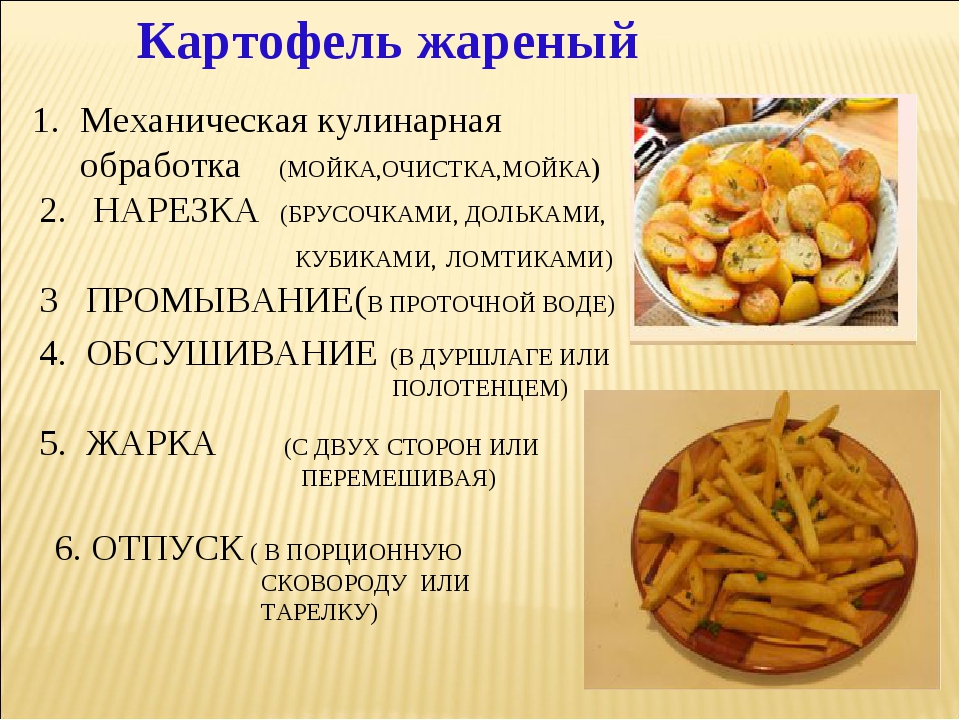 Картофель жареный
1. Механическая кулинарная
обработка (МОЙКА,ОЧИСТКА,МОЙКА)
2. НАРЕЗКА (БРУСОЧКАМИ, ДОЛЬКАМИ,
КУБИКАМИ, ЛОМТИКАМИ)
3 ПРОМЫВАНИЕ(В ПРОТОЧНОЙ ВОДЕ)
4. ОБСУШИВАНИЕ (В ДУРШЛАГЕ ИЛИ
ПОЛОТЕНЦЕМ)
5. ЖАРКА (С ДВУХ СТОРОН ИЛИ
ПЕРЕМЕШИВАЯ)
6. ОТПУСК ( В ПОРЦИОННУЮ
СКОВОРОДУ ИЛИ
ТАРЕЛКУ)